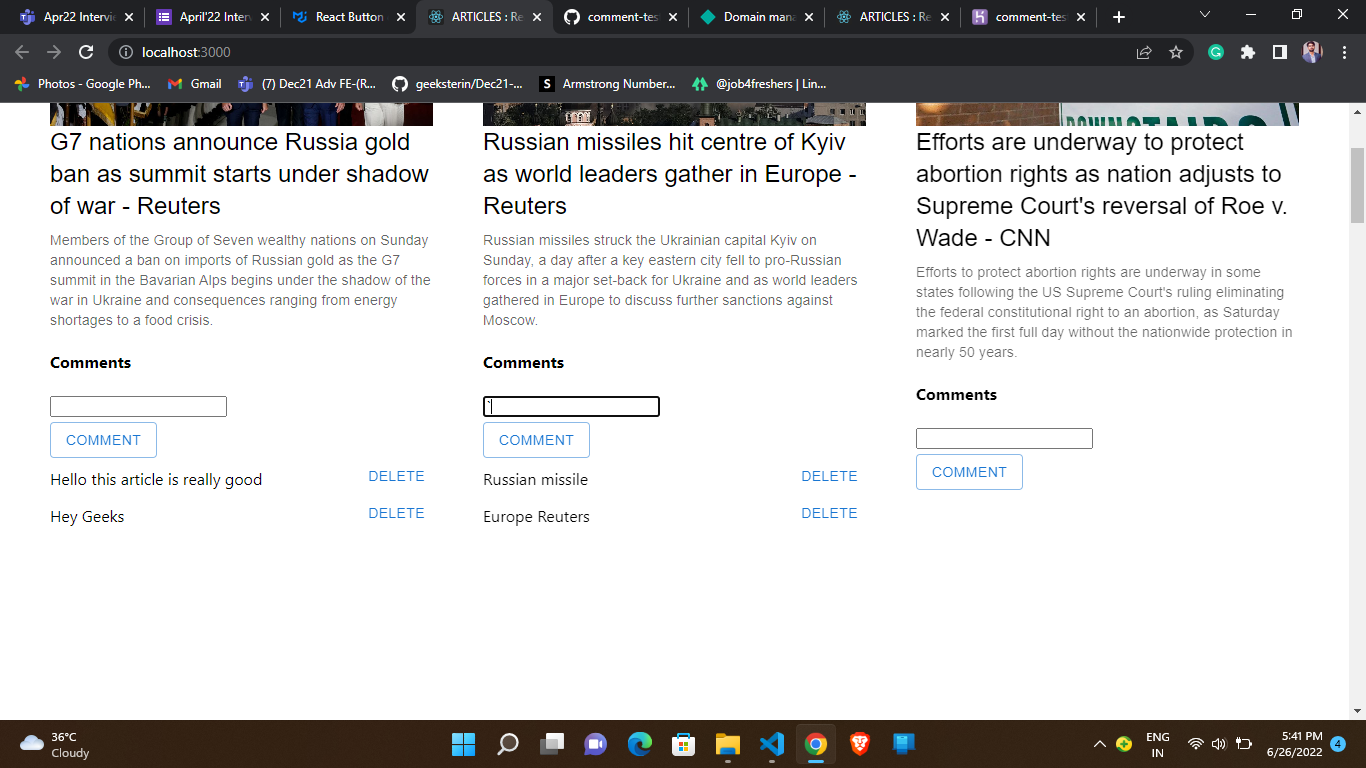 Apr22 Intervie
April'22 Interv
React Button
ARTICLES : Re
comment-tes
Domain mana
ARTICLES : Re
comment-tes
localhost:3000
Photos - Google Ph...
Gmail
(7) Dec21 Adv FE-(R...
geeksterin/Dec21-...
S
Armstrong Number...
@job4freshers | Lin...
DOWNSTAIRS
G7 nations announce Russia gold
ban as summit starts under shadow
of war - Reuters
Members of the Group of Seven wealthy nations on Sunday
announced a ban on imports of Russian gold as the G7
summit in the Bavarian Alps begins under the shadow of the
war in Ukraine and consequences ranging from energy
shortages to a food crisis.
Comments
COMMENT
Hello this article is really good
DELETE
Hey Geeks
DELETE
Russian missiles hit centre of Kyiv
as world leaders gather in Europe -
Reuters
Russian missiles struck the Ukrainian capital Kyiv on
Sunday, a day after a key eastern city fell to pro-Russian
forces in a major set-back for Ukraine and as world leaders
gathered in Europe to discuss further sanctions against
Moscow.
Comments
`
COMMENT
Russian missile
DELETE
Europe Reuters
DELETE
Efforts are underway to protect
abortion rights as nation adjusts to
Supreme Court's reversal of Roe v.
Wade - CNN
Efforts to protect abortion rights are underway in some
states following the US Supreme Court's ruling eliminating
the federal constitutional right to an abortion, as Saturday
marked the first full day without the nationwide protection in
nearly 50 years.
Comments
COMMENT
36°C
Cloudy
ENG
IN
5:41 PM
6/26/2022
4